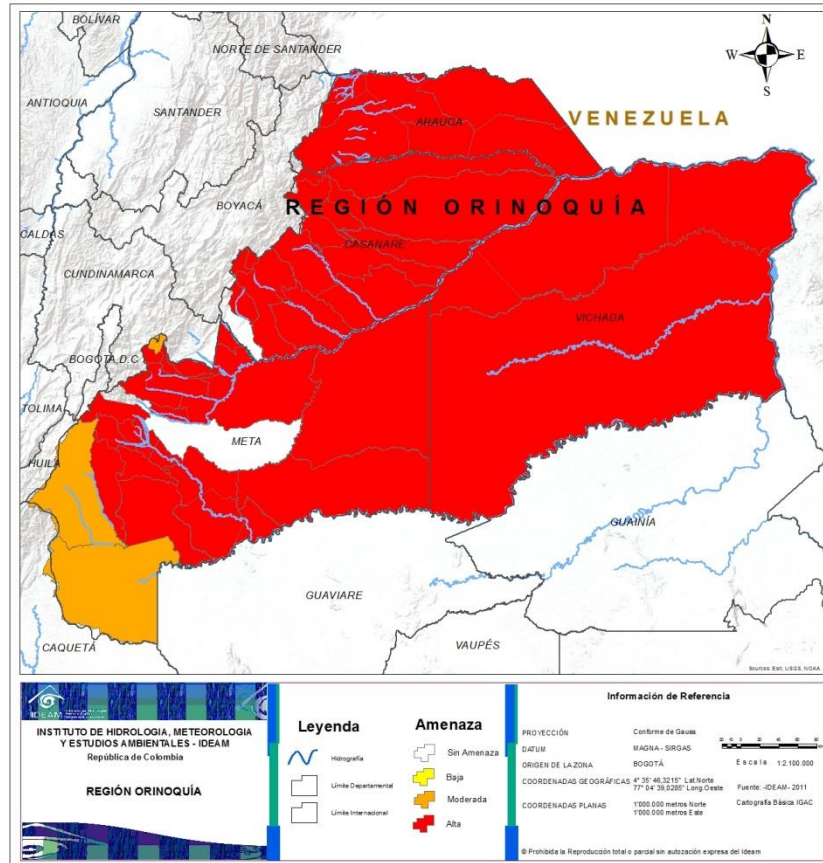 BOLÍVAR
NORTE DE SANTANDER
N
W
E
S
ANTIOQUIA
SANTANDER
ARAUCA
VENEZUELA
BOYACÁ
REGIÓN ORINOQUÍA
CALDAS
CASANARE
CUNDINAMARCA
VICHADA
BOGOTÁ D.C
TOLIMA
META
HUILA
GUAINÍA
GUAVIARE
CAQUETÁ
VAUPÉS
Sources: Esri, USGS, NOAA
IDEAM
INSTITUTO DE HIDROLOGIA, METEOROLOGIA
Y ESTUDIOS AMBIENTALES - IDEAM
República de Colombia
REGIÓN ORINOQUÍA
Leyenda
Hidrografía
Límite Departamental
Límite Internacional
Amenaza
Sin Amenaza
Baja
Moderada
Alta
Información de Referencia
PROYECCIÓN Conforme de Gauss
DATUM MAGNA - SIRGAS
ORIGEN DE LA ZONA BOGOTÁ
Escala 1:2.100.000
COORDENADAS GEOGRÁFICAS 4° 35' 46,3215" Lat.Norte
77° 04' 39,0285" Long.Oeste
Fuente: -IDEAM- 2011
COORDENADAS PLANAS 1'000.000 metros Norte
1'000.000 metros Este
Cartografía Básica IGAC
© Prohibida la Reproducción total o parcial sin autozación expresa del Ideam